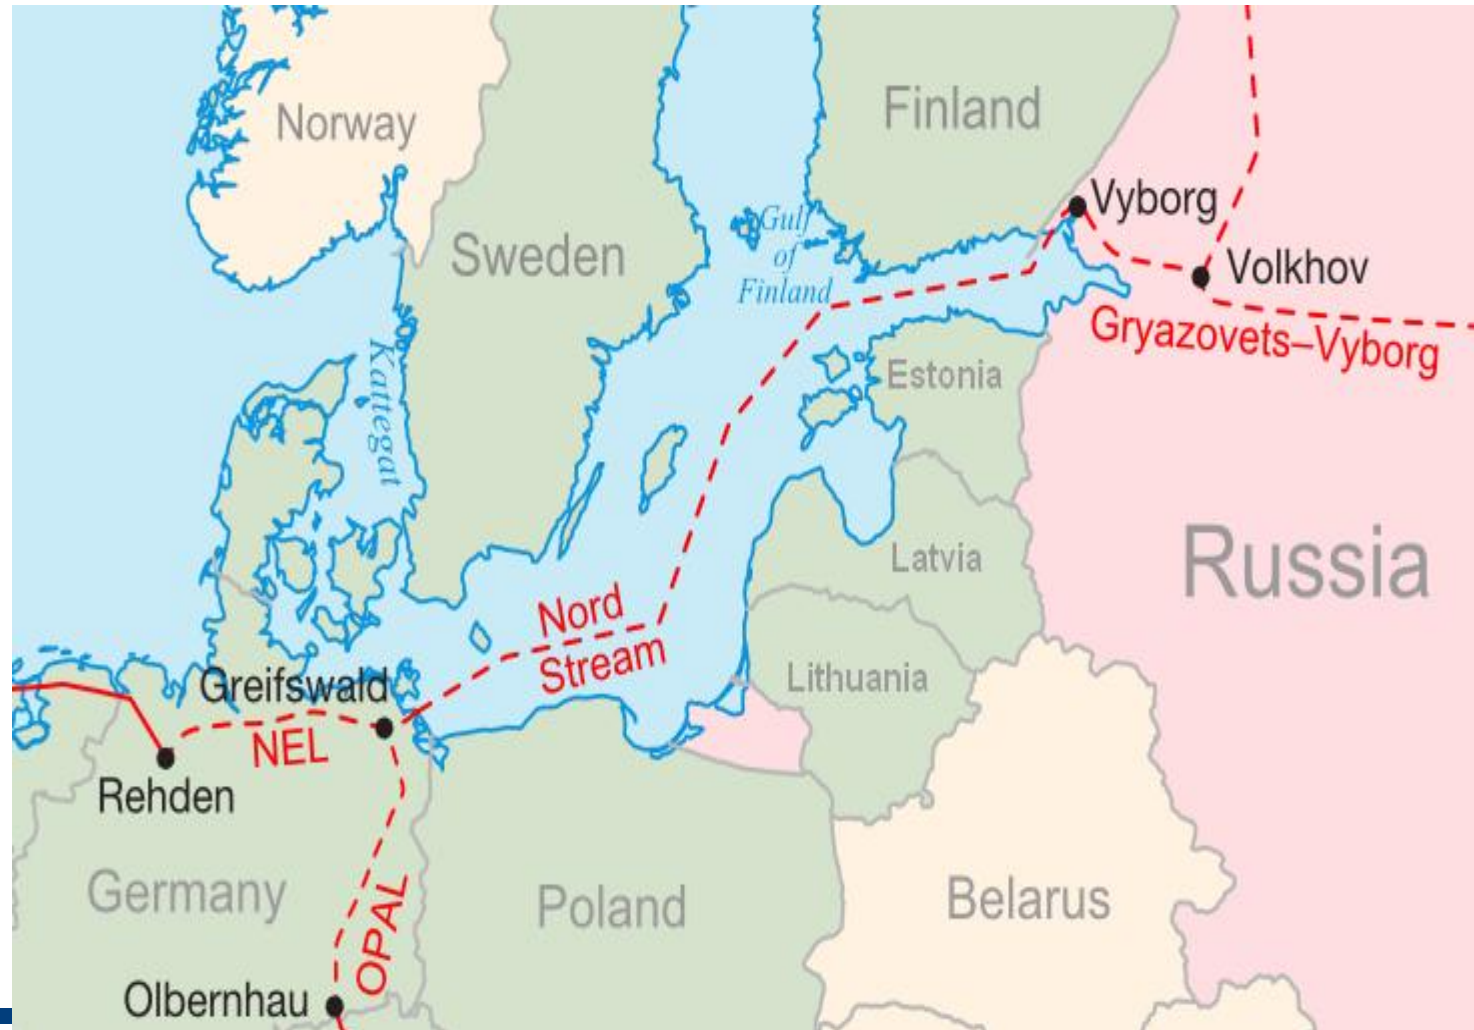 Norway
Finland
Vyborg
Gulf
of
Finland
Sweden
Volkhov
Gryazovets–Vyborg
Kattegat
Estonia
Latvia
Russia
Nord
Stream
Lithuania
Greifswald
NEL
Rehden
Germany
OPAL
Poland
Belarus
Olbernhau